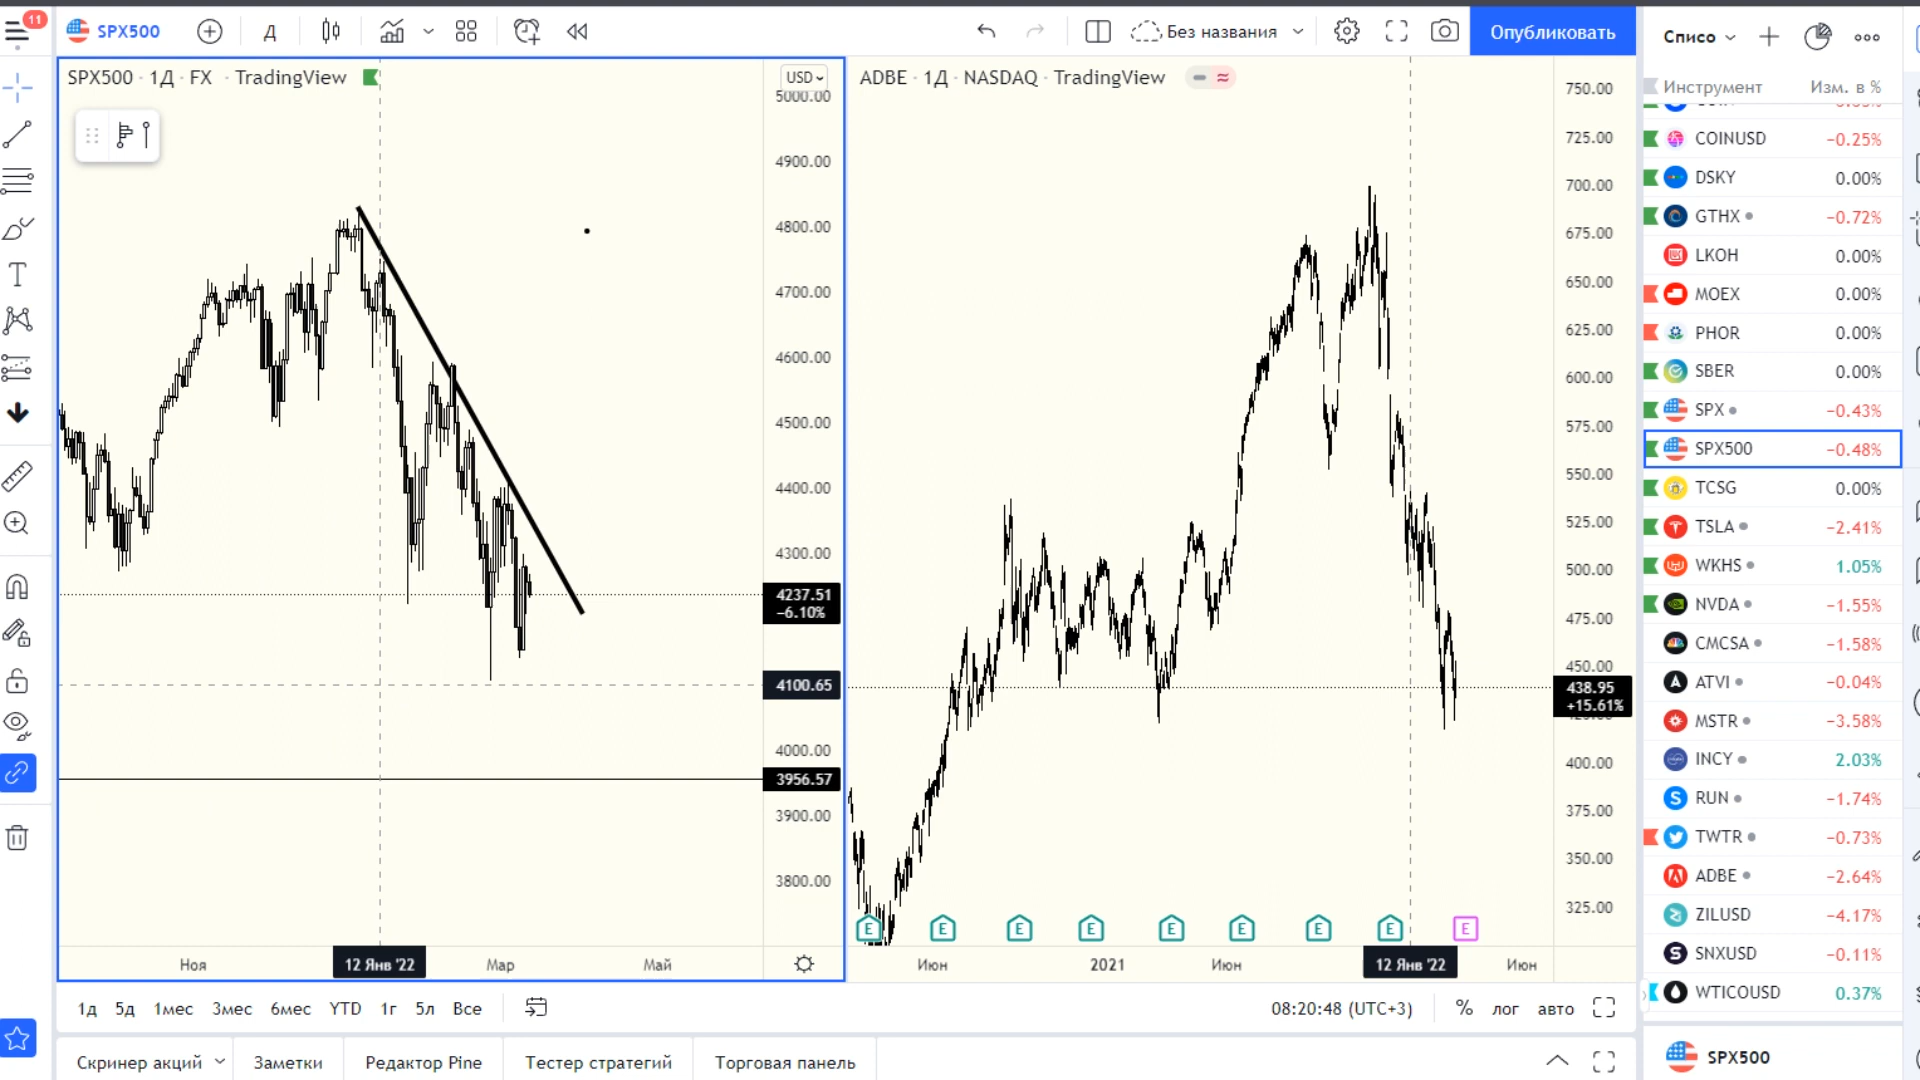 11
SPX500
Д
Без названия
Опубликовать
SPX500 · 1Д · FX · TradingView
USD
5000.00
4900.00
4800.00
4700.00
4600.00
4500.00
4400.00
4300.00
4237.51
−6.10%
4100.65
4000.00
3956.57
3900.00
3800.00
Ноя
12 Янв '22
Мар
Май
ADBE · 1Д · NASDAQ · TradingView
750.00
725.00
700.00
675.00
650.00
625.00
600.00
575.00
550.00
525.00
500.00
475.00
450.00
438.95
+15.61%
400.00
375.00
350.00
325.00
E E E E E E E E E
Июн
2021
Июн
12 Янв '22
Июн
1д 5д 1мес 3мес 6мес YTD 1г 5л Все
08:20:48 (UTC+3)
% лог авто
Скринер акций
Заметки
Редактор Pine
Тестер стратегий
Торговая панель
Списо
Инструмент Изм. в %
COINUSD −0.25%
DSKY 0.00%
GTHX −0.72%
LKOH 0.00%
MOEX 0.00%
PHOR 0.00%
SBER 0.00%
SPX −0.43%
SPX500 −0.48%
TCSG 0.00%
TSLA −2.41%
WKHS 1.05%
NVDA −1.55%
CMCSA −1.58%
ATVI −0.04%
MSTR −3.58%
INCY 2.03%
RUN −1.74%
TWTR −0.73%
ADBE −2.64%
ZILUSD −4.17%
SNXUSD −0.11%
WTICOUSD 0.37%
SPX500